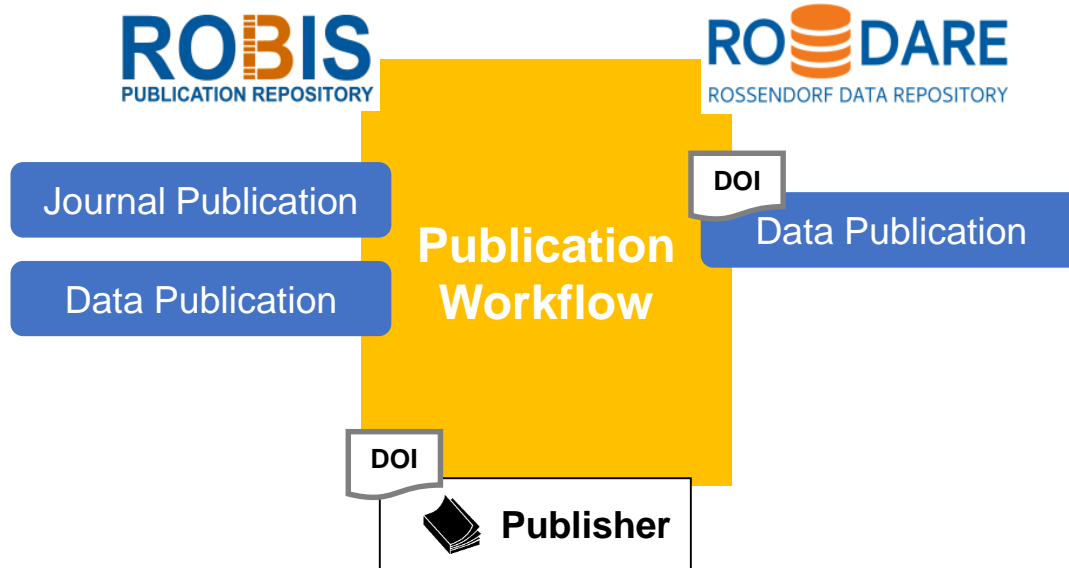 ROBIS
PUBLICATION REPOSITORY
RODARE
ROSSENDORF DATA REPOSITORY
Journal Publication
Data Publication
Publication
Workflow
DOI
Data Publication
DOI
Publisher